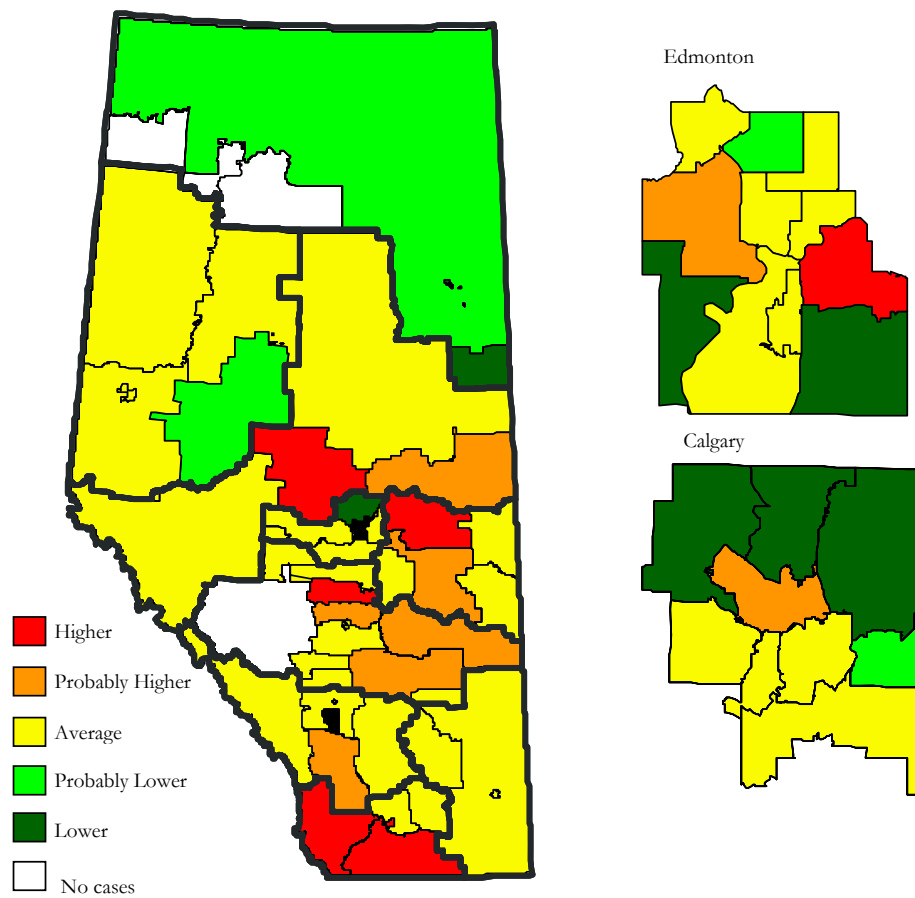 Edmonton
Calgary
Higher
Probably Higher
Average
Probably Lower
Lower
No cases